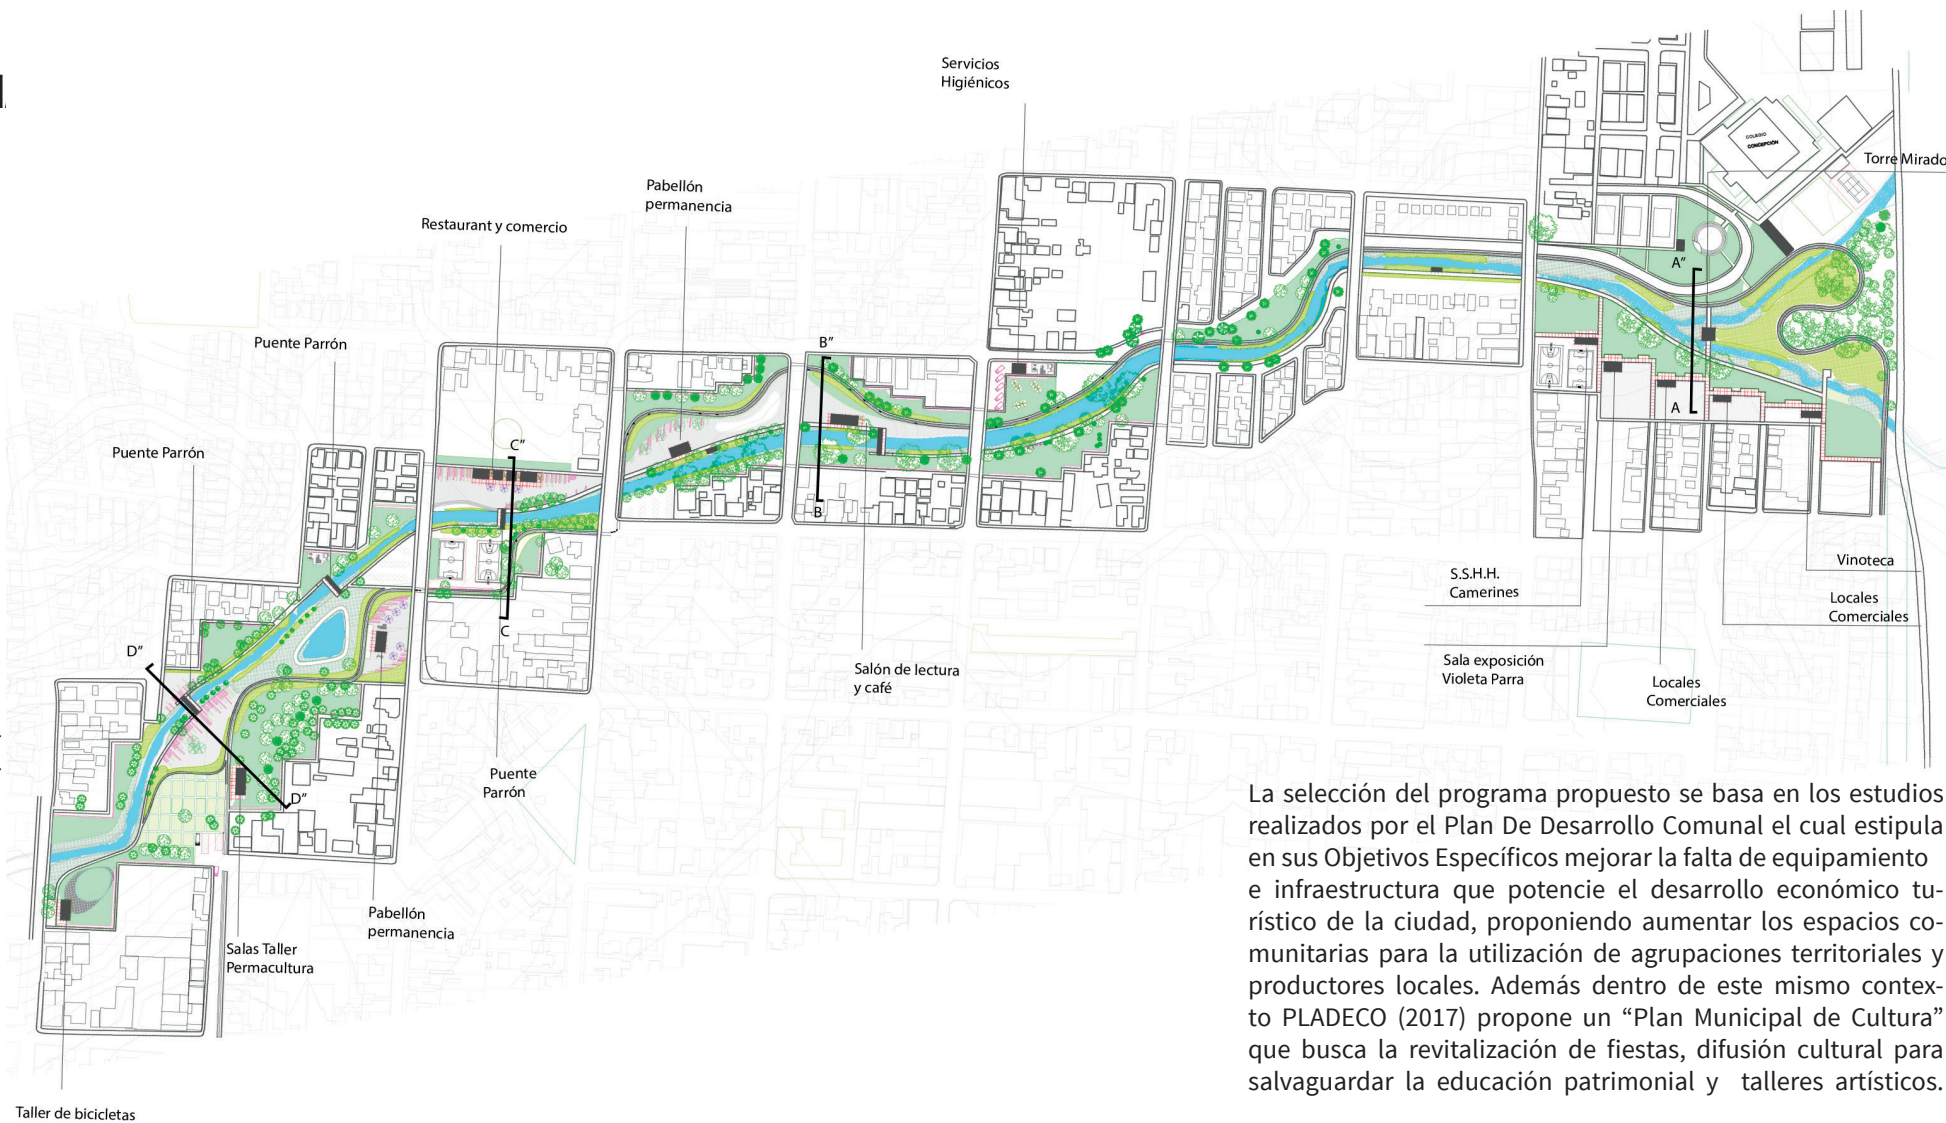 Servicios
Higiénicos
COLEGIO
CONCEPCIÓN
Torre Mirado
Pabellón
permanencia
Restaurant y comercio
A"
Puente Parrón
B"
A
C"
Puente Parrón
B
Vinoteca
S.S.H.H.
Camerines
Locales
Comerciales
C
D"
Salón de lectura
y café
Sala exposición
Violeta Parra
Locales
Comerciales
Puente
Parrón
D"
Pabellón
permanencia
Salas Taller
Permacultura
Taller de bicicletas
La selección del programa propuesto se basa en los estudios
realizados por el Plan De Desarrollo Comunal el cual estipula
en sus Objetivos Específicos mejorar la falta de equipamiento
e infraestructura que potencie el desarrollo económico tu-
rístico de la ciudad, proponiendo aumentar los espacios co-
munitarias para la utilización de agrupaciones territoriales y
productores locales. Además dentro de este mismo contex-
to PLADECO (2017) propone un “Plan Municipal de Cultura”
que busca la revitalización de fiestas, difusión cultural para
salvaguardar la educación patrimonial y talleres artísticos.